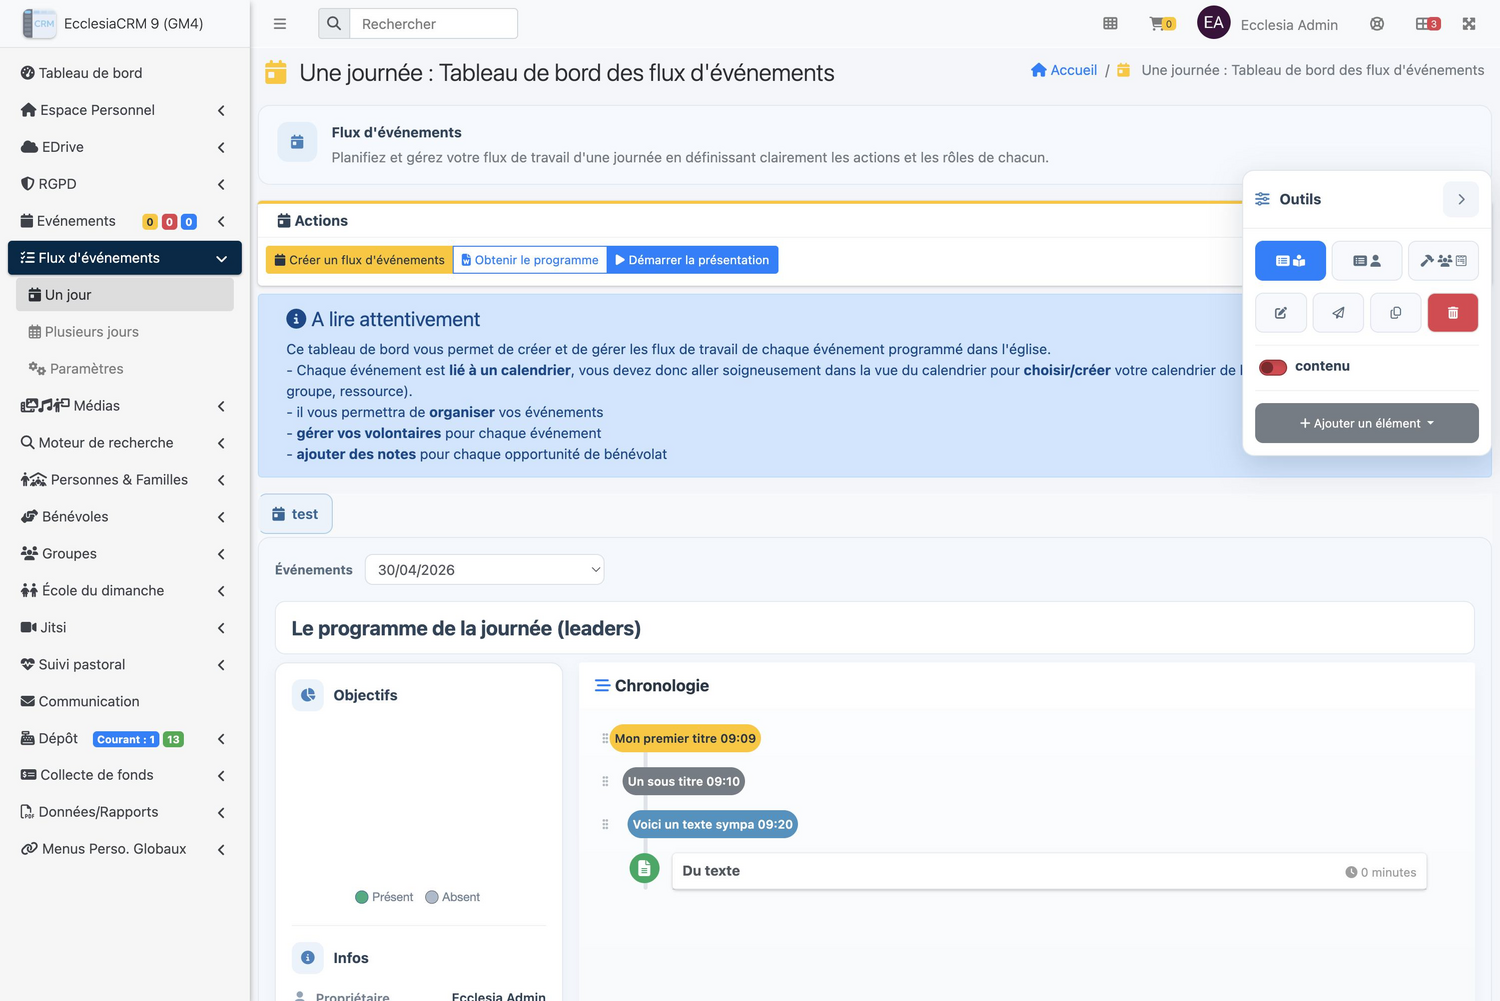 CRM
EcclesiaCRM 9 (GM4)
Rechercher
0
EA
Ecclesia Admin
3
Tableau de bord
Espace Personnel
EDrive
RGPD
Evénements 0 0 0
Flux d'événements
Un jour
Plusieurs jours
Paramètres
Médias
Moteur de recherche
Personnes & Familles
Bénévoles
Groupes
École du dimanche
Jitsi
Suivi pastoral
Communication
Dépôt Courant : 1 13
Collecte de fonds
Données/Rapports
Menus Perso. Globaux
Une journée : Tableau de bord des flux d'événements
Accueil / Une journée : Tableau de bord des flux d'événements
Flux d'événements
Planifiez et gérez votre flux de travail d'une journée en définissant clairement les actions et les rôles de chacun.
Actions
Créer un flux d'événements
Obtenir le programme
Démarrer la présentation
A lire attentivement
Ce tableau de bord vous permet de créer et de gérer les flux de travail de chaque événement programmé dans l'église.
- Chaque événement est lié à un calendrier, vous devez donc aller soigneusement dans la vue du calendrier pour choisir/créer votre calendrier de
groupe, ressource).
- il vous permettra de organiser vos événements
- gérer vos volontaires pour chaque événement
- ajouter des notes pour chaque opportunité de bénévolat
Outils
contenu
+ Ajouter un élément
test
Événements
30/04/2026
Le programme de la journée (leaders)
Objectifs
Présent
Absent
Infos
Propriétaire
Ecclesia Admin
Chronologie
Mon premier titre 09:09
Un sous titre 09:10
Voici un texte sympa 09:20
Du texte
0 minutes